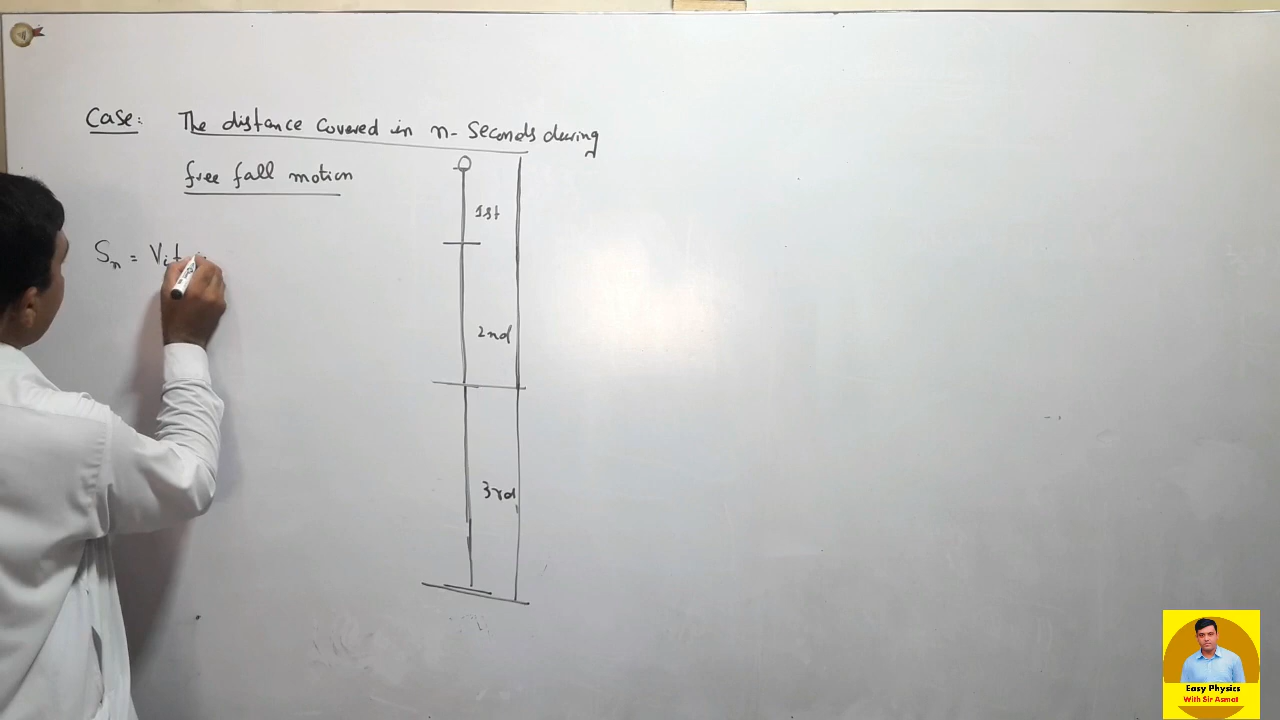 Case: The distance covered in n-seconds during
free fall motion
1st
Sn = Vit
2nd
3rd
Easy Physics
With Sir Asmat